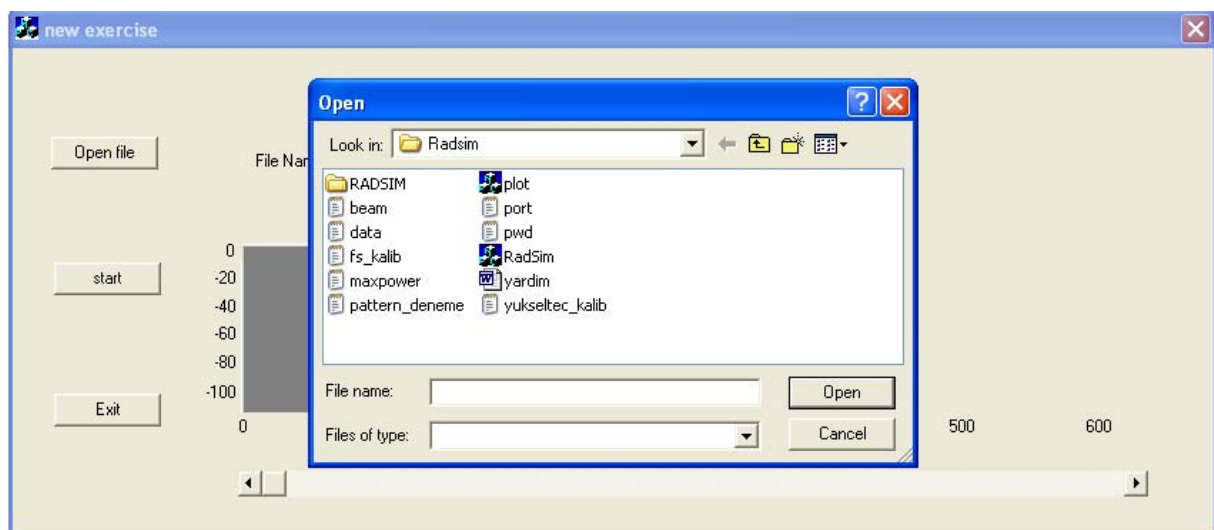 new exercise
Open
Look in: Radsim
Open file
File Nar
RADSIM
beam
data
fs_kalib
maxpower
pattern_deneme
plot
port
pwd
RadSim
yardim
yukseltec_kalib
start
0
-20
-40
-60
-80
-100
Exit
File name:
Open
Files of type:
Cancel
0
500
600